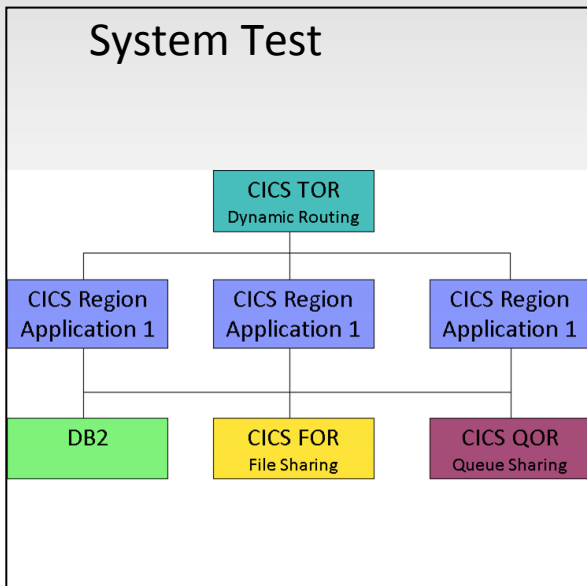 System Test
CICS TOR
Dynamic Routing
CICS Region
Application 1
CICS Region
Application 1
CICS Region
Application 1
DB2
CICS FOR
File Sharing
CICS QOR
Queue Sharing